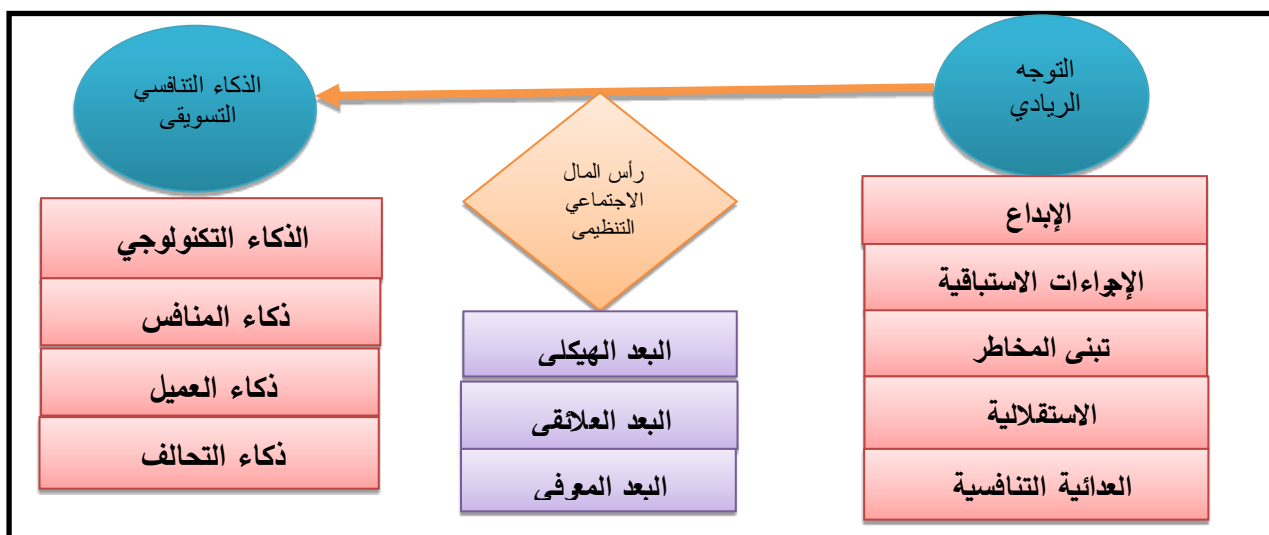 التوجه
الريادي
الإبداع
الإجراءات الاستباقية
تبنى المخاطر
الاستقلالية
العدائية التنافسية
رأس المال
الاجتماعي
التنظيمى
البعد الهيكلى
البعد العلائقى
البعد المعرفى
الذكاء التنافسي
التسويقى
الذكاء التكنولوجي
ذكاء المنافس
ذكاء العميل
ذكاء التحالف